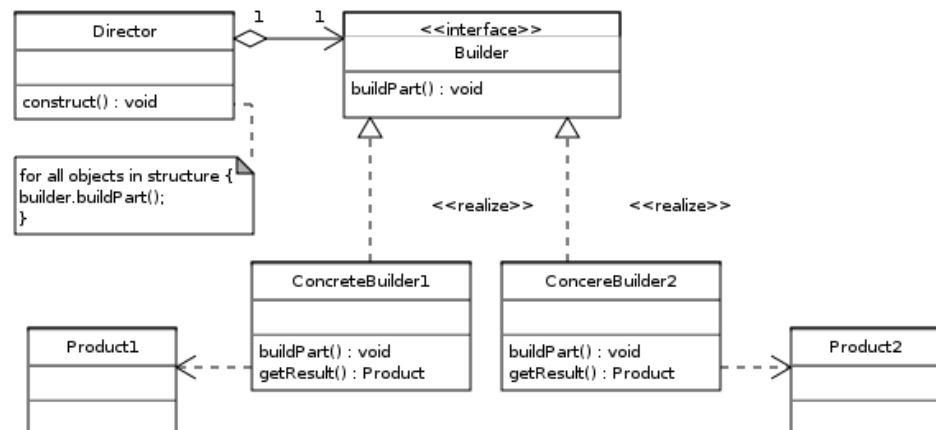 Director
construct() : void
1
1
<<interface>>
Builder
buildPart() : void
for all objects in structure {
builder.buildPart();
}
<<realize>>
<<realize>>
ConcreteBuilder1
buildPart() : void
getResult() : Product
ConcereBuilder2
buildPart() : void
getResult() : Product
Product1
Product2